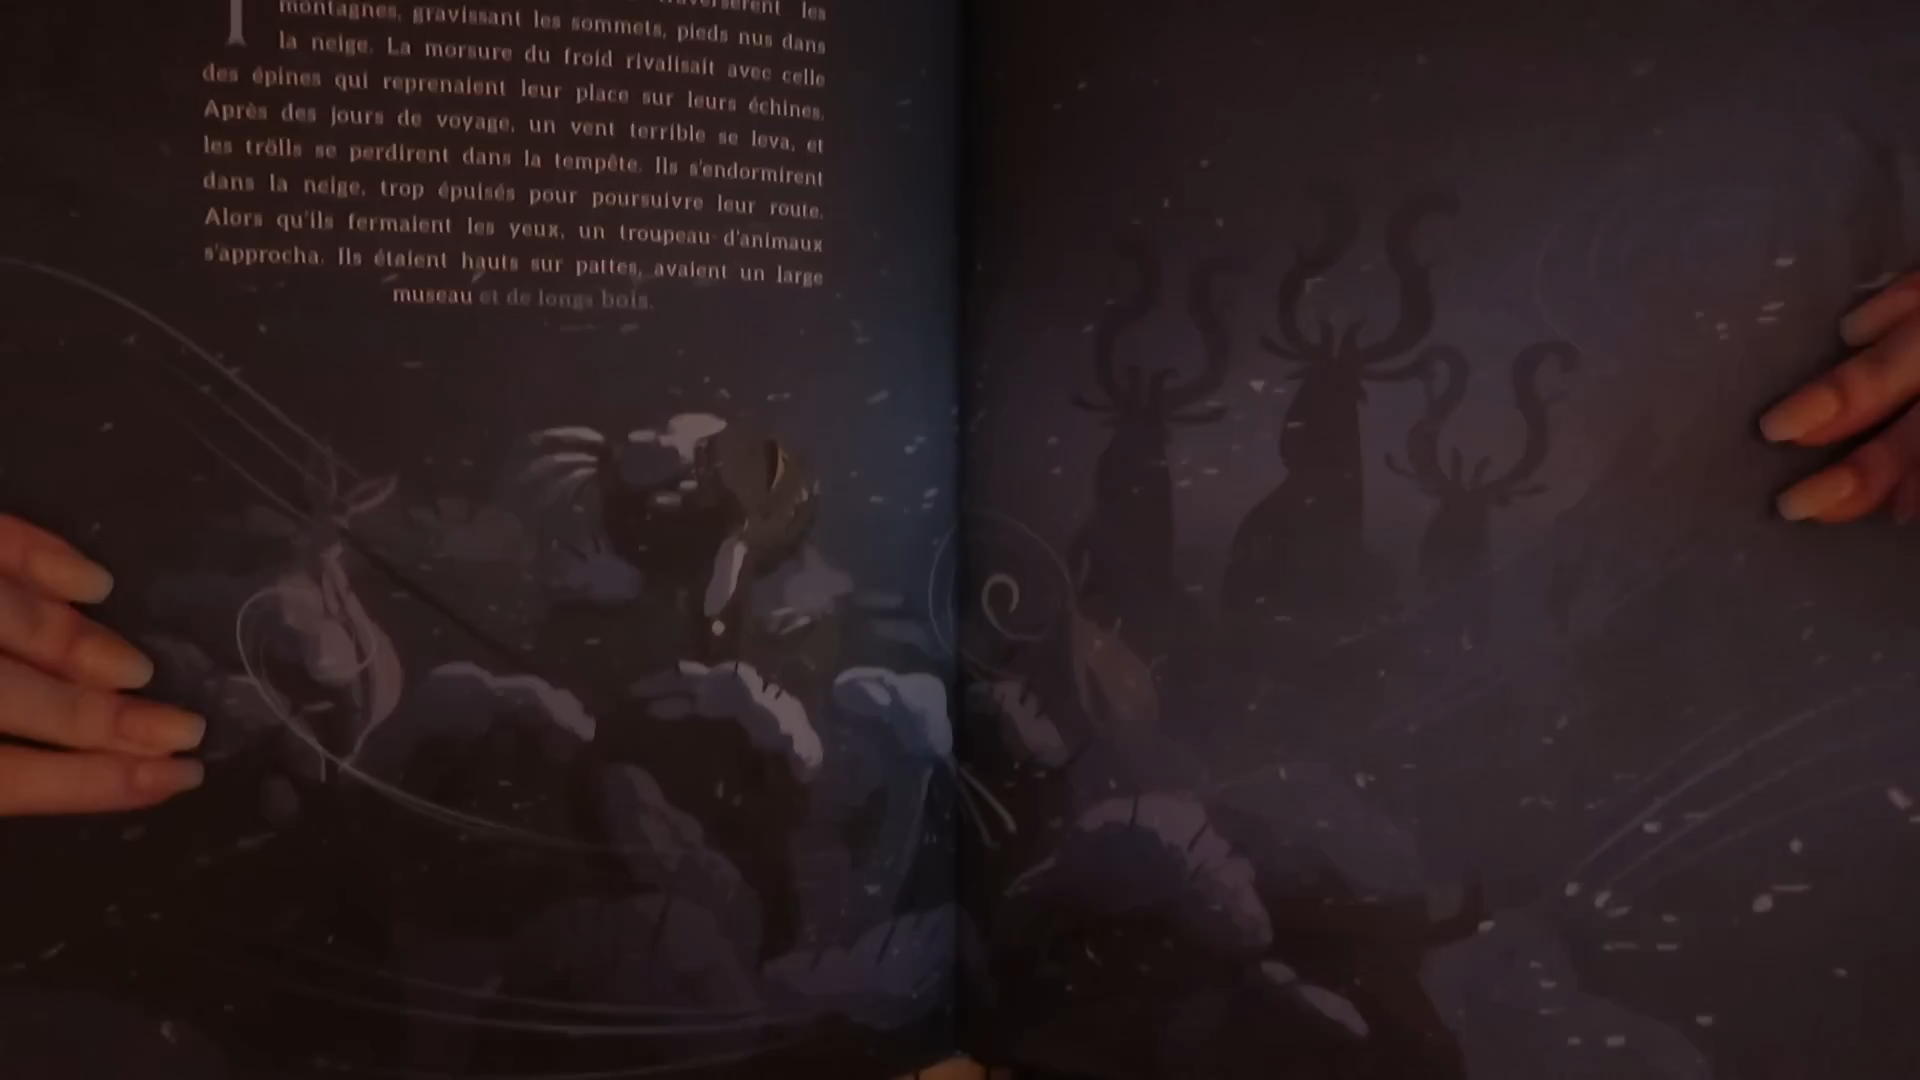 les
montagnes, gravissant les sommets, pieds nus dans
la neige. La morsure du froid rivalisait avec celle
des épines qui reprenaient leur place sur leurs échines.
Après des jours de voyage, un vent terrible se leva, et
les trölls se perdirent dans la tempête. Ils s'endormirent
dans la neige, trop épuisés pour poursuivre leur route.
Alors qu'ils fermaient les yeux, un troupeau d'animaux
s'approcha. Ils étaient hauts sur pattes, avaient un large
museau et de longs bois.